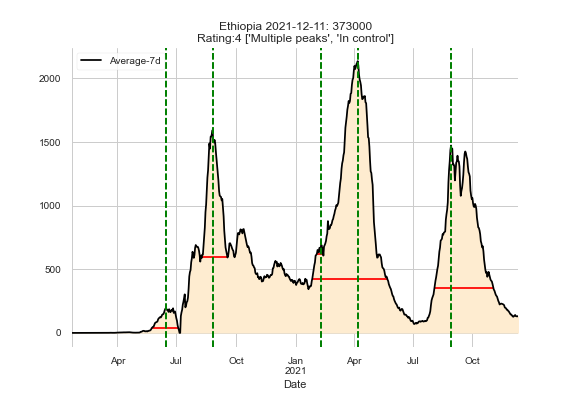 Ethiopia 2021-12-11: 373000
Rating:4 ['Multiple peaks', 'In control']
Average-7d
2000
1500
1000
500
0
Apr Jul Oct Jan Apr Jul Oct
2021
Date